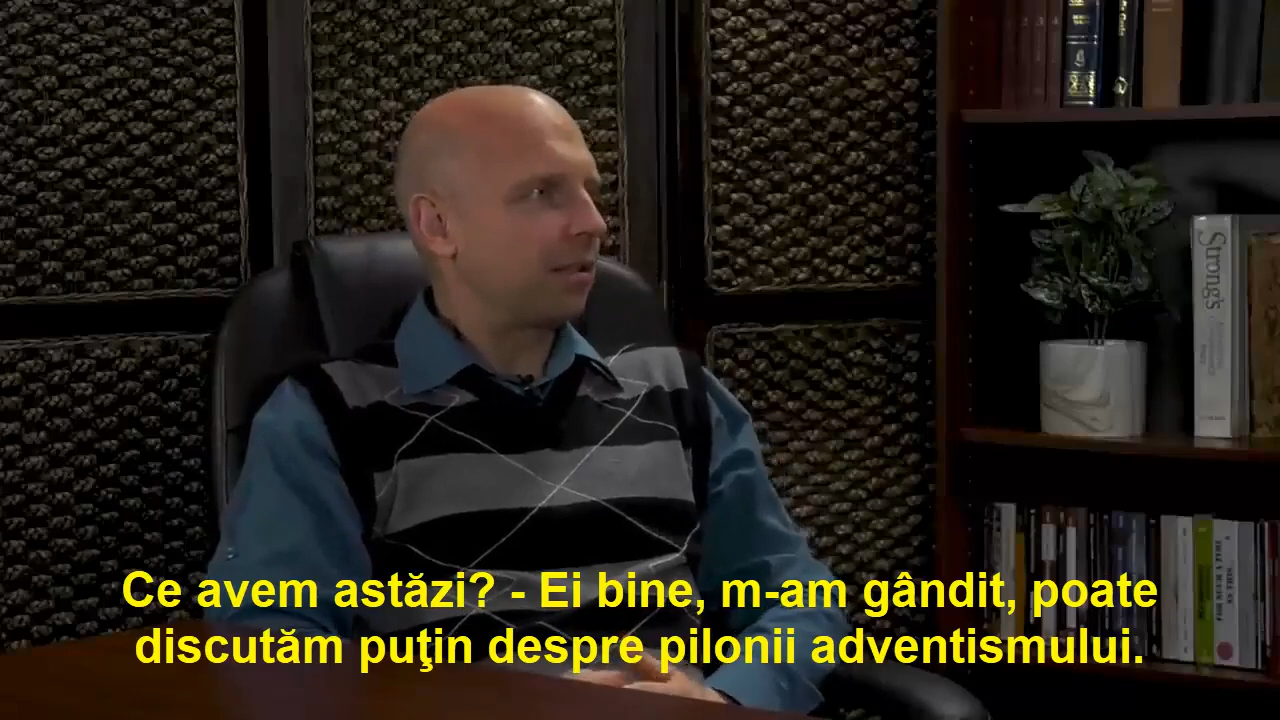 Strong's
Ce avem astăzi? - Ei bine, m-am gândit, poate
discutăm puţin despre pilonii adventismului.